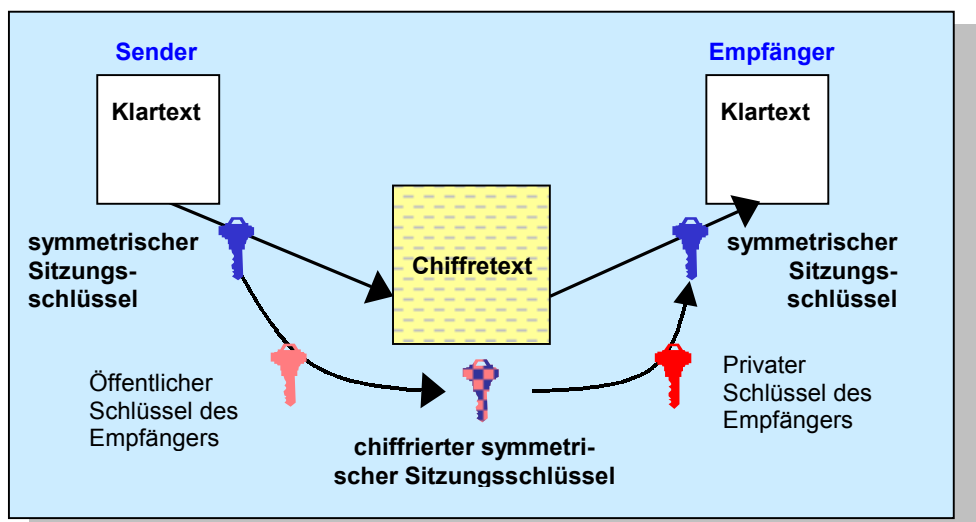 Sender
Empfänger
Klartext
Klartext
symmetrischer
Sitzungs-
schlüssel
Chiffretext
symmetrischer
Sitzungs-
schlüssel
Öffentlicher
Schlüssel des
Empfängers
Privater
Schlüssel des
Empfängers
chiffrierter symmetri-
scher Sitzungsschlüssel